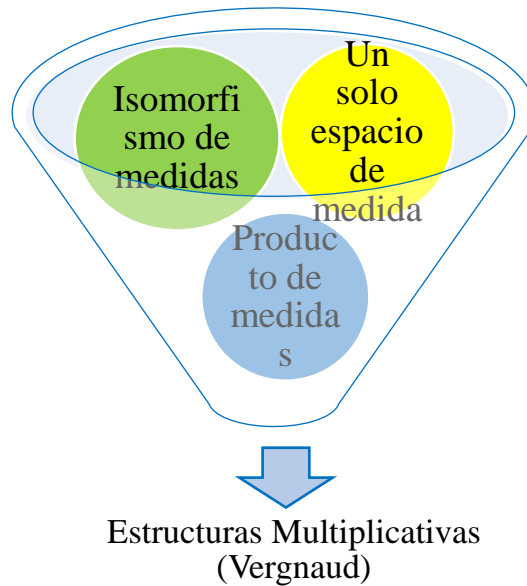 Isomorfi
smo de
medidas
Un
solo
espacio
de
medida
Produc
to de
medida
s
Estructuras Multiplicativas
(Vergnaud)